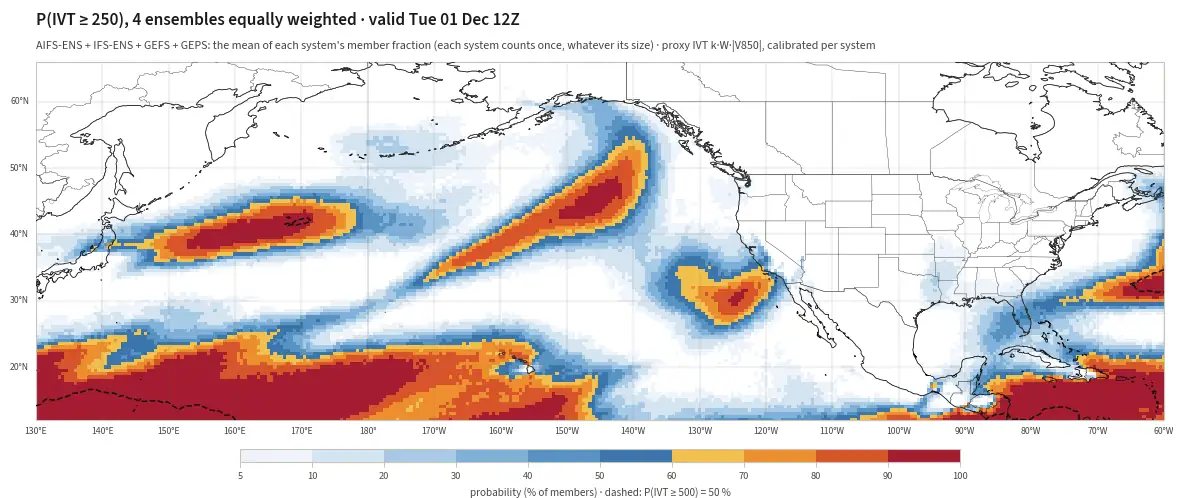 P(IVT ≥ 250), 4 ensembles equally weighted · valid Tue 01 Dec 12Z
AIFS-ENS + IFS-ENS + GEFS + GEPS: the mean of each system's member fraction (each system counts once, whatever its size) · proxy IVT k·W·|V850|, calibrated per system
60°N
50°N
40°N
30°N
20°N
130°E 140°E 150°E 160°E 170°E 180° 170°W 160°W 150°W 140°W 130°W 120°W 110°W 100°W 90°W 80°W 70°W 60°W
5 10 20 30 40 50 60 70 80 90 100
probability (% of members) · dashed: P(IVT ≥ 500) = 50 %